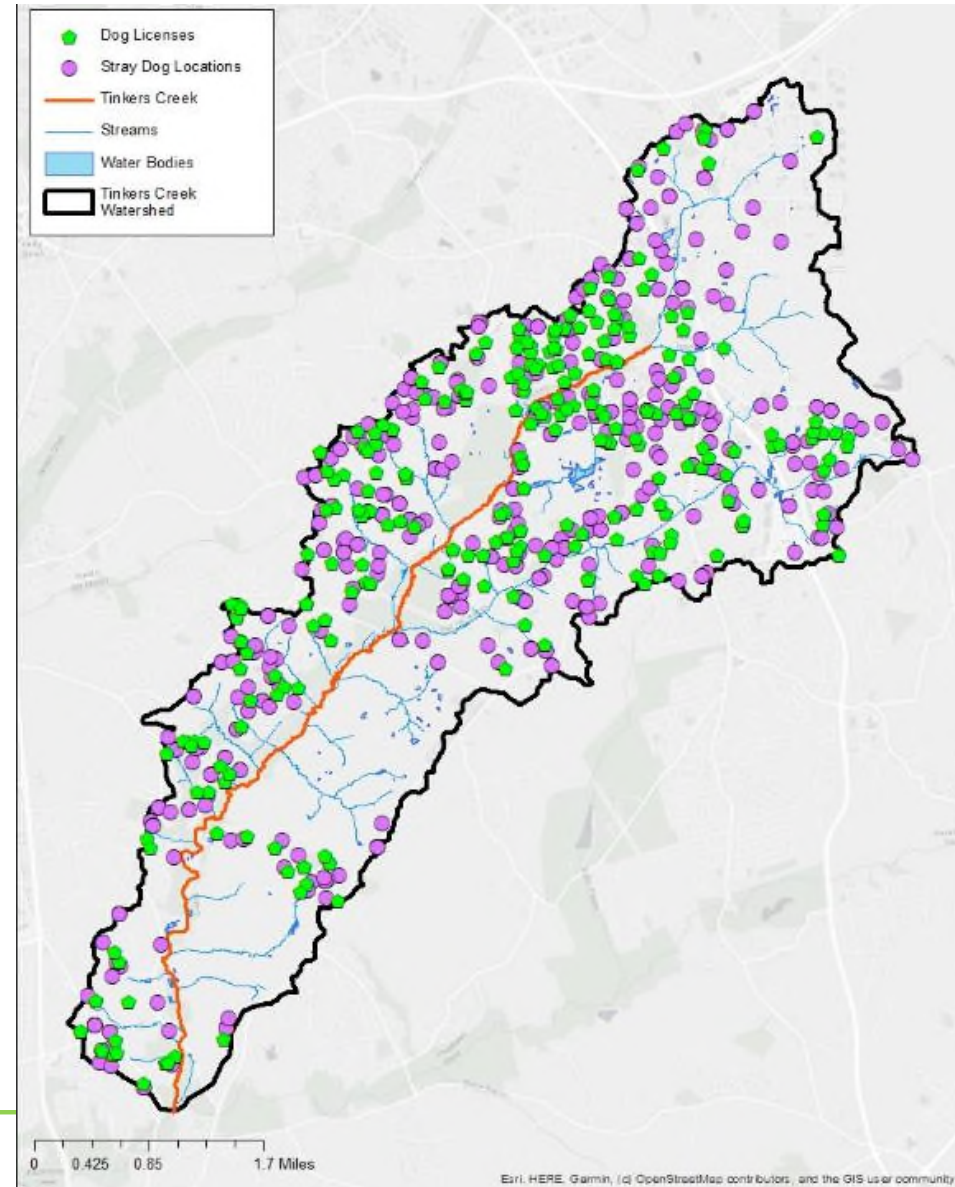 Dog Licenses
Stray Dog Locations
Tinkers Creek
Streams
Water Bodies
Tinkers Creek
Watershed
0 0.425 0.85 1.7 Miles
Esri, HERE, Garmin, (c) OpenStreetMap contributors, and the GIS user community